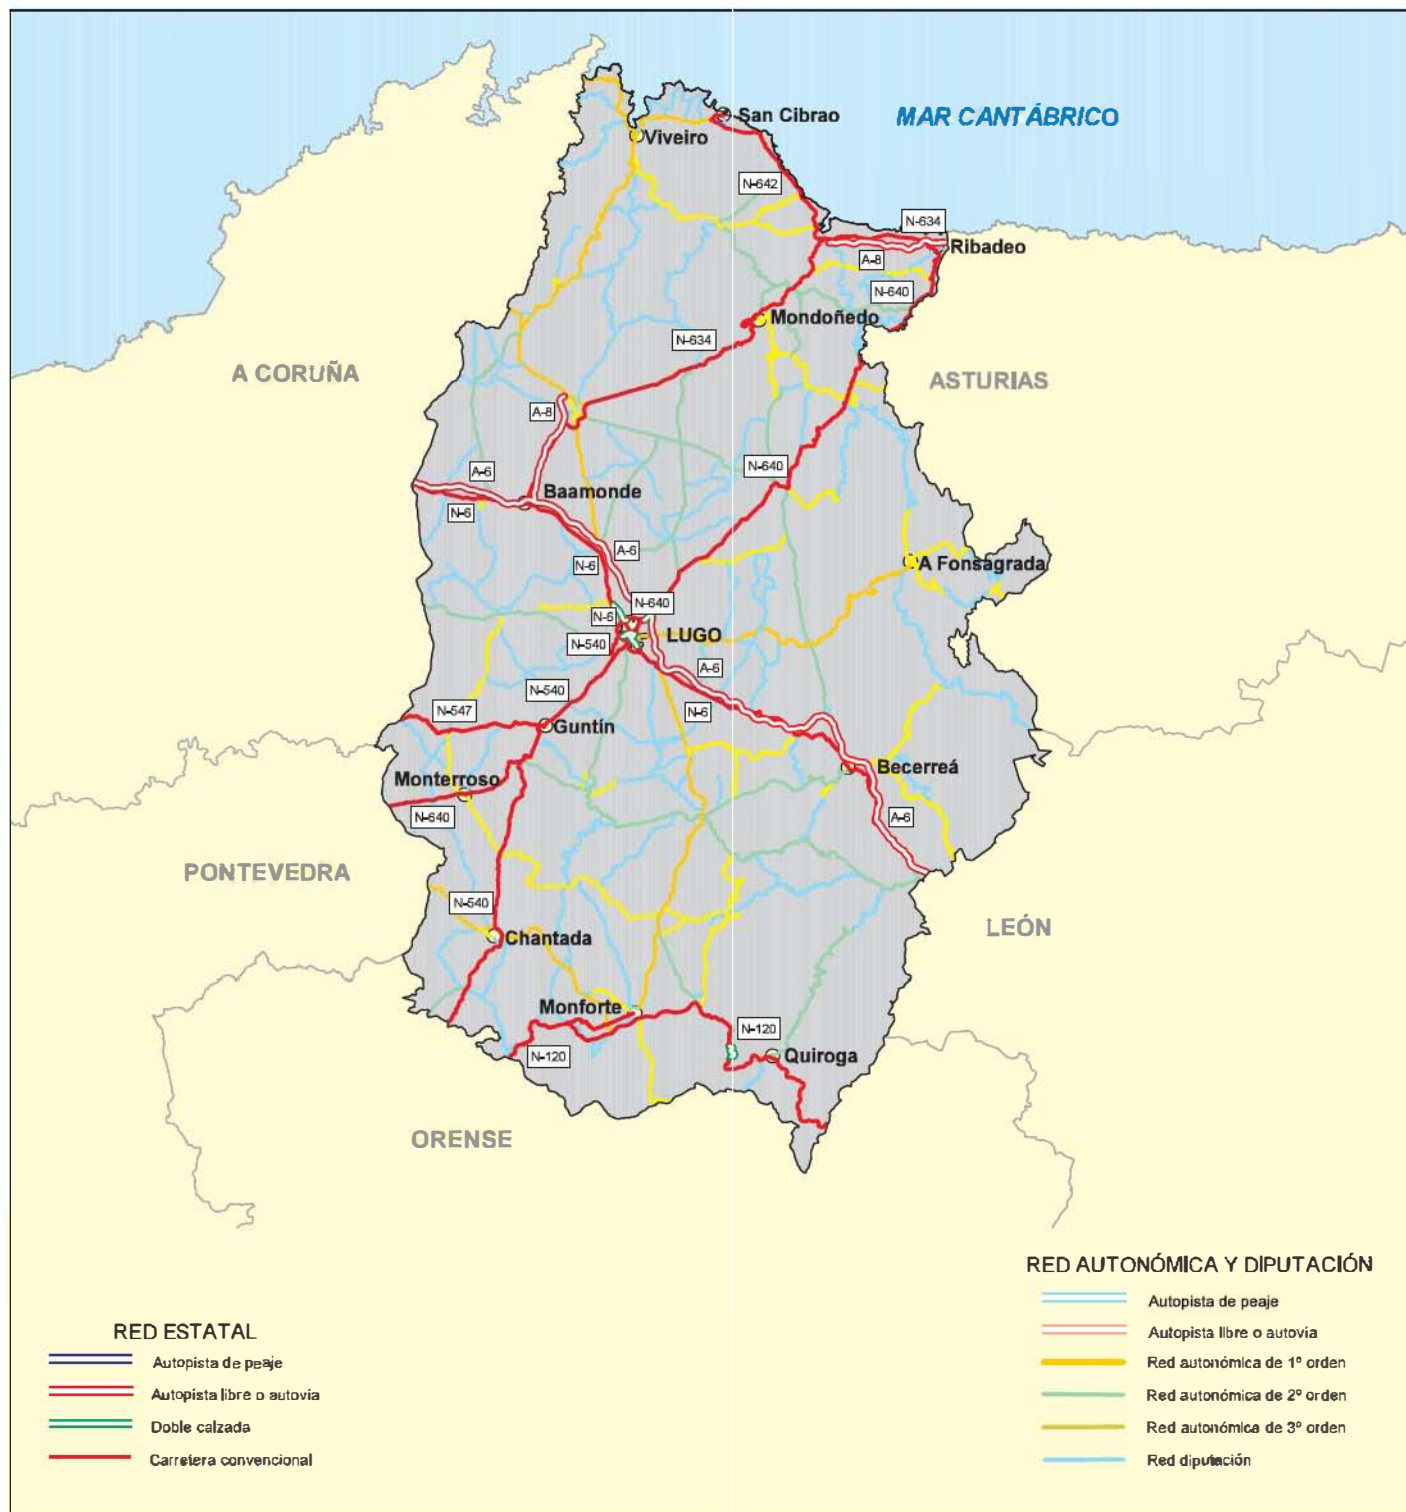 San Cibrao
MAR CANTÁBRICO
Viveiro
N-642
N-634
Ribadeo
A-8
N-640
Mondoñedo
N-634
A CORUÑA
ASTURIAS
A-8
A-6
N-640
Baamonde
N-6
A-6
N-6
A Fonsagrada
N-640
N-6
LUGO
N-540
A-6
N-540
N-547
N-6
Guntín
Becerreá
Monterroso
N-640
A-6
PONTEVEDRA
N-540
LEÓN
Chantada
Monforte
N-120
N-120
Quiroga
ORENSE
RED AUTONÓMICA Y DIPUTACIÓN
Autopista de peaje
Autopista libre o autovía
Red autonómica de 1º orden
Red autonómica de 2º orden
Red autonómica de 3º orden
Red diputación
RED ESTATAL
Autopista de peaje
Autopista libre o autovía
Doble calzada
Carretera convencional